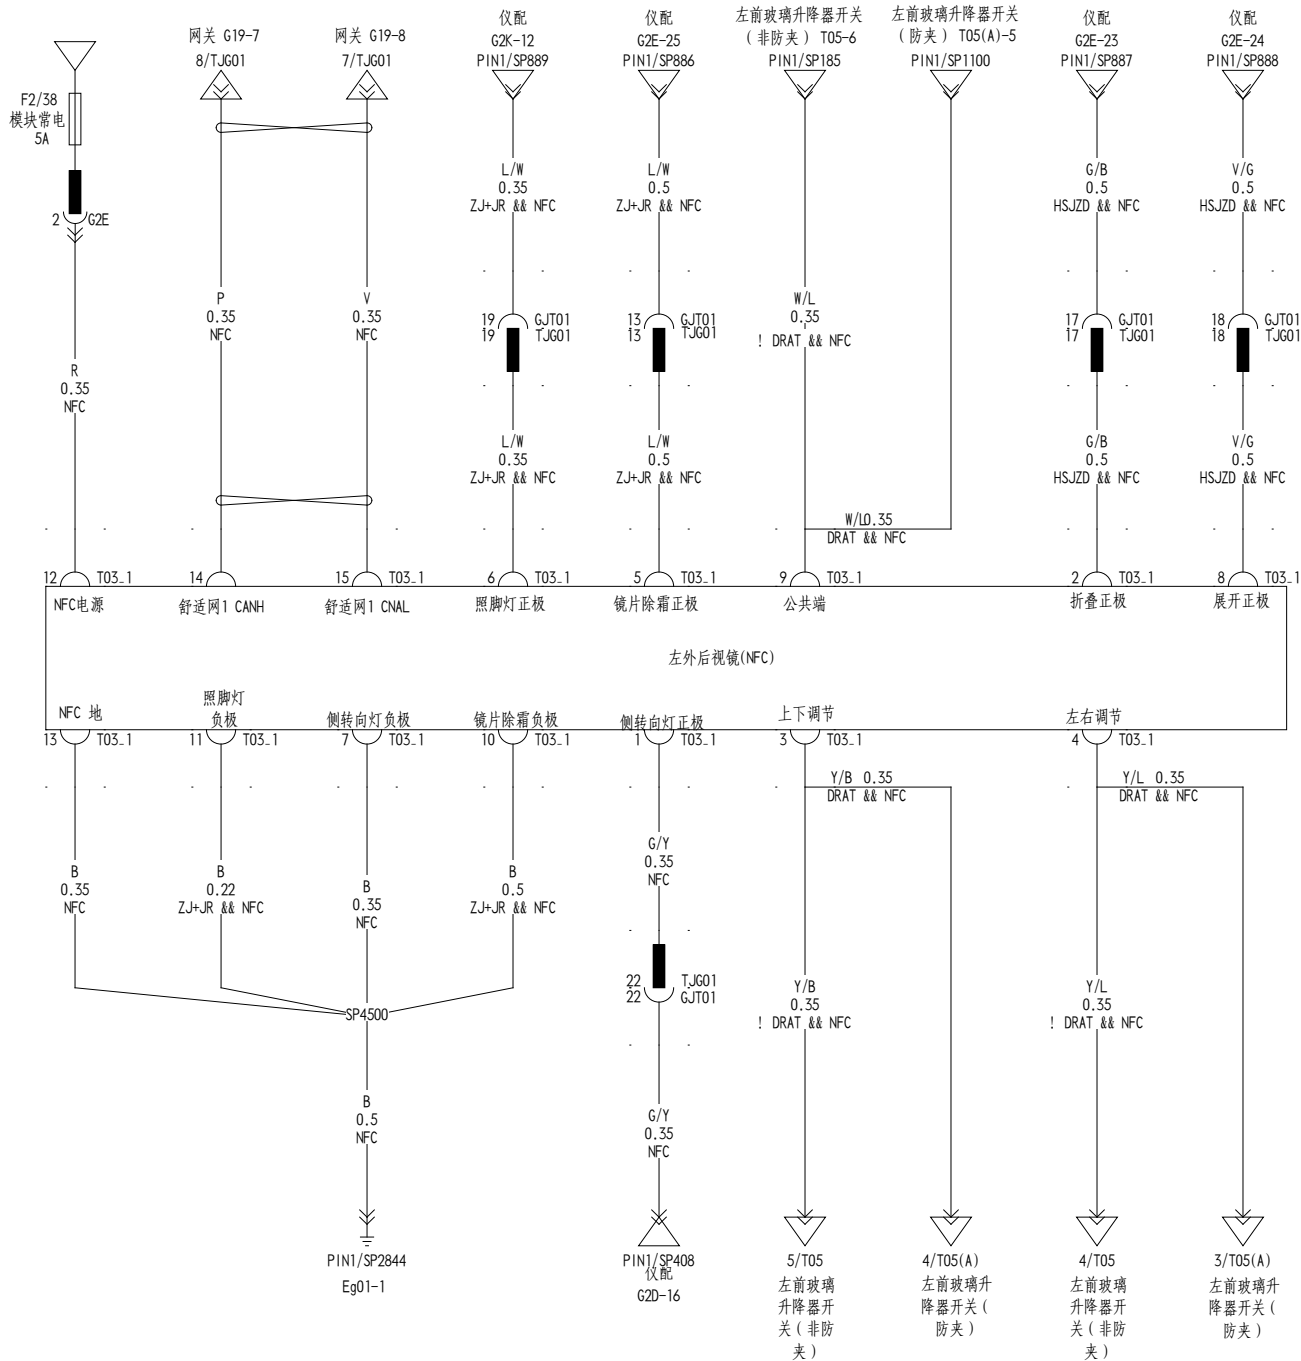 网关 G19-7
8/TJG01
网关 G19-8
7/TJG01
仪配
G2K-12
PIN1/SP889
仪配
G2E-25
PIN1/SP886
左前玻璃升降器开关
(非防夹) T05-6
PIN1/SP185
左前玻璃升降器开关
(防夹) T05(A)-5
PIN1/SP1100
仪配
G2E-23
PIN1/SP887
仪配
G2E-24
PIN1/SP888
F2/38
模块常电
5A
2 G2E
L/W
0.35
ZJ+JR && NFC
L/W
0.5
ZJ+JR && NFC
G/B
0.5
HSJZD && NFC
V/G
0.5
HSJZD && NFC
P
0.35
NFC
V
0.35
NFC
19 GJT01
19 TJG01
13 GJT01
13 TJG01
W/L
0.35
! DRAT && NFC
17 GJT01
17 TJG01
18 GJT01
18 TJG01
R
0.35
NFC
L/W
0.35
ZJ+JR && NFC
L/W
0.5
ZJ+JR && NFC
G/B
0.5
HSJZD && NFC
V/G
0.5
HSJZD && NFC
W/L0.35
DRAT && NFC
12 T03_1
14
15 T03_1
6 T03_1
5 T03_1
9 T03_1
2 T03_1
8 T03_1
NFC电源
舒适网1 CANH
舒适网1 CNAL
照脚灯正极
镜片除霜正极
公共端
折叠正极
展开正极
左外后视镜(NFC)
NFC 地
照脚灯
负极
侧转向灯负极
镜片除霜负极
侧转向灯正极
上下调节
左右调节
13 T03_1
11 T03_1
7 T03_1
10 T03_1
1 T03_1
3 T03_1
4 T03_1
Y/B 0.35
DRAT && NFC
Y/L 0.35
DRAT && NFC
B
0.35
NFC
B
0.22
ZJ+JR && NFC
B
0.35
NFC
B
0.5
ZJ+JR && NFC
G/Y
0.35
NFC
22 TJG01
22 GJT01
Y/B
0.35
! DRAT && NFC
Y/L
0.35
! DRAT && NFC
SP4500
B
0.5
NFC
G/Y
0.35
NFC
PIN1/SP2844
Eg01-1
PIN1/SP408
仪配
G2D-16
5/T05
左前玻璃
升降器开
关(非防
夹)
4/T05(A)
左前玻璃升
降器开关(
防夹)
4/T05
左前玻璃
升降器开
关(非防
夹)
3/T05(A)
左前玻璃升
降器开关(
防夹)